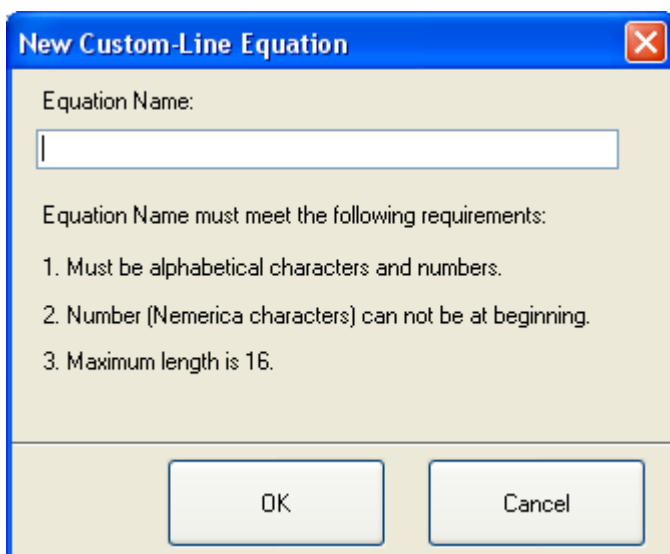 New Custom-Line Equation
Equation Name:
Equation Name must meet the following requirements:
1. Must be alphabetical characters and numbers.
2. Number (Nemerica characters) can not be at beginning.
3. Maximum length is 16.
OK
Cancel